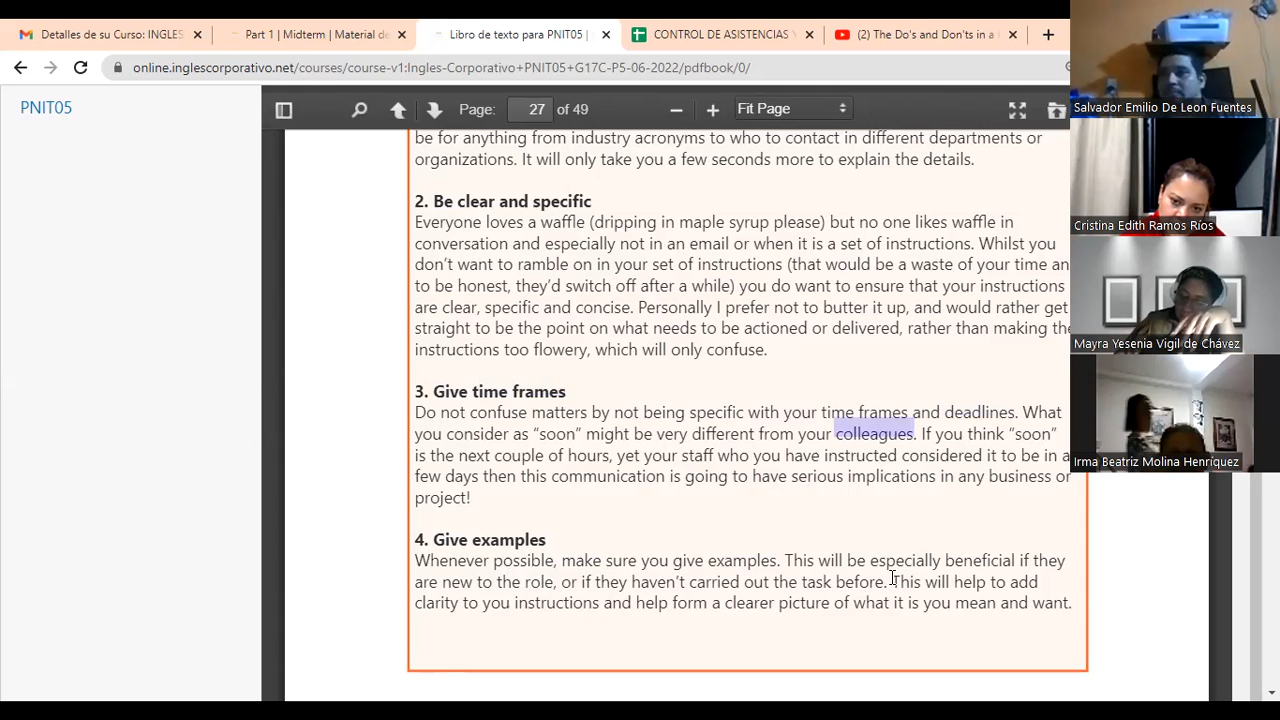 Detalles de su Curso: INGLES
Part 1 | Midterm | Material de
Libro de texto para PNIT05 |
CONTROL DE ASISTENCIAS Y
(2) The Do's and Don'ts in a
online.inglescorporativo.net/courses/course-v1:Ingles-Corporativo+PNIT05+G17C-P5-06-2022/pdfbook/0/
PNIT05
Page: 27 of 49
Fit Page
be for anything from industry acronyms to who to contact in different departments or
organizations. It will only take you a few seconds more to explain the details.
2. Be clear and specific
Everyone loves a waffle (dripping in maple syrup please) but no one likes waffle in
conversation and especially not in an email or when it is a set of instructions. Whilst you
don't want to ramble on in your set of instructions (that would be a waste of your time an
to be honest, they'd switch off after a while) you do want to ensure that your instructions
are clear, specific and concise. Personally I prefer not to butter it up, and would rather get
straight to be the point on what needs to be actioned or delivered, rather than making the
instructions too flowery, which will only confuse.
3. Give time frames
Do not confuse matters by not being specific with your time frames and deadlines. What
you consider as “soon” might be very different from your colleagues. If you think “soon”
is the next couple of hours, yet your staff who you have instructed considered it to be in a
few days then this communication is going to have serious implications in any business or
project!
4. Give examples
Whenever possible, make sure you give examples. This will be especially beneficial if they
are new to the role, or if they haven't carried out the task before. This will help to add
clarity to you instructions and help form a clearer picture of what it is you mean and want.
Salvador Emilio De Leon Fuentes
Cristina Edith Ramos Ríos
Mayra Yesenia Vigil de Chávez
Irma Beatriz Molina Henríquez